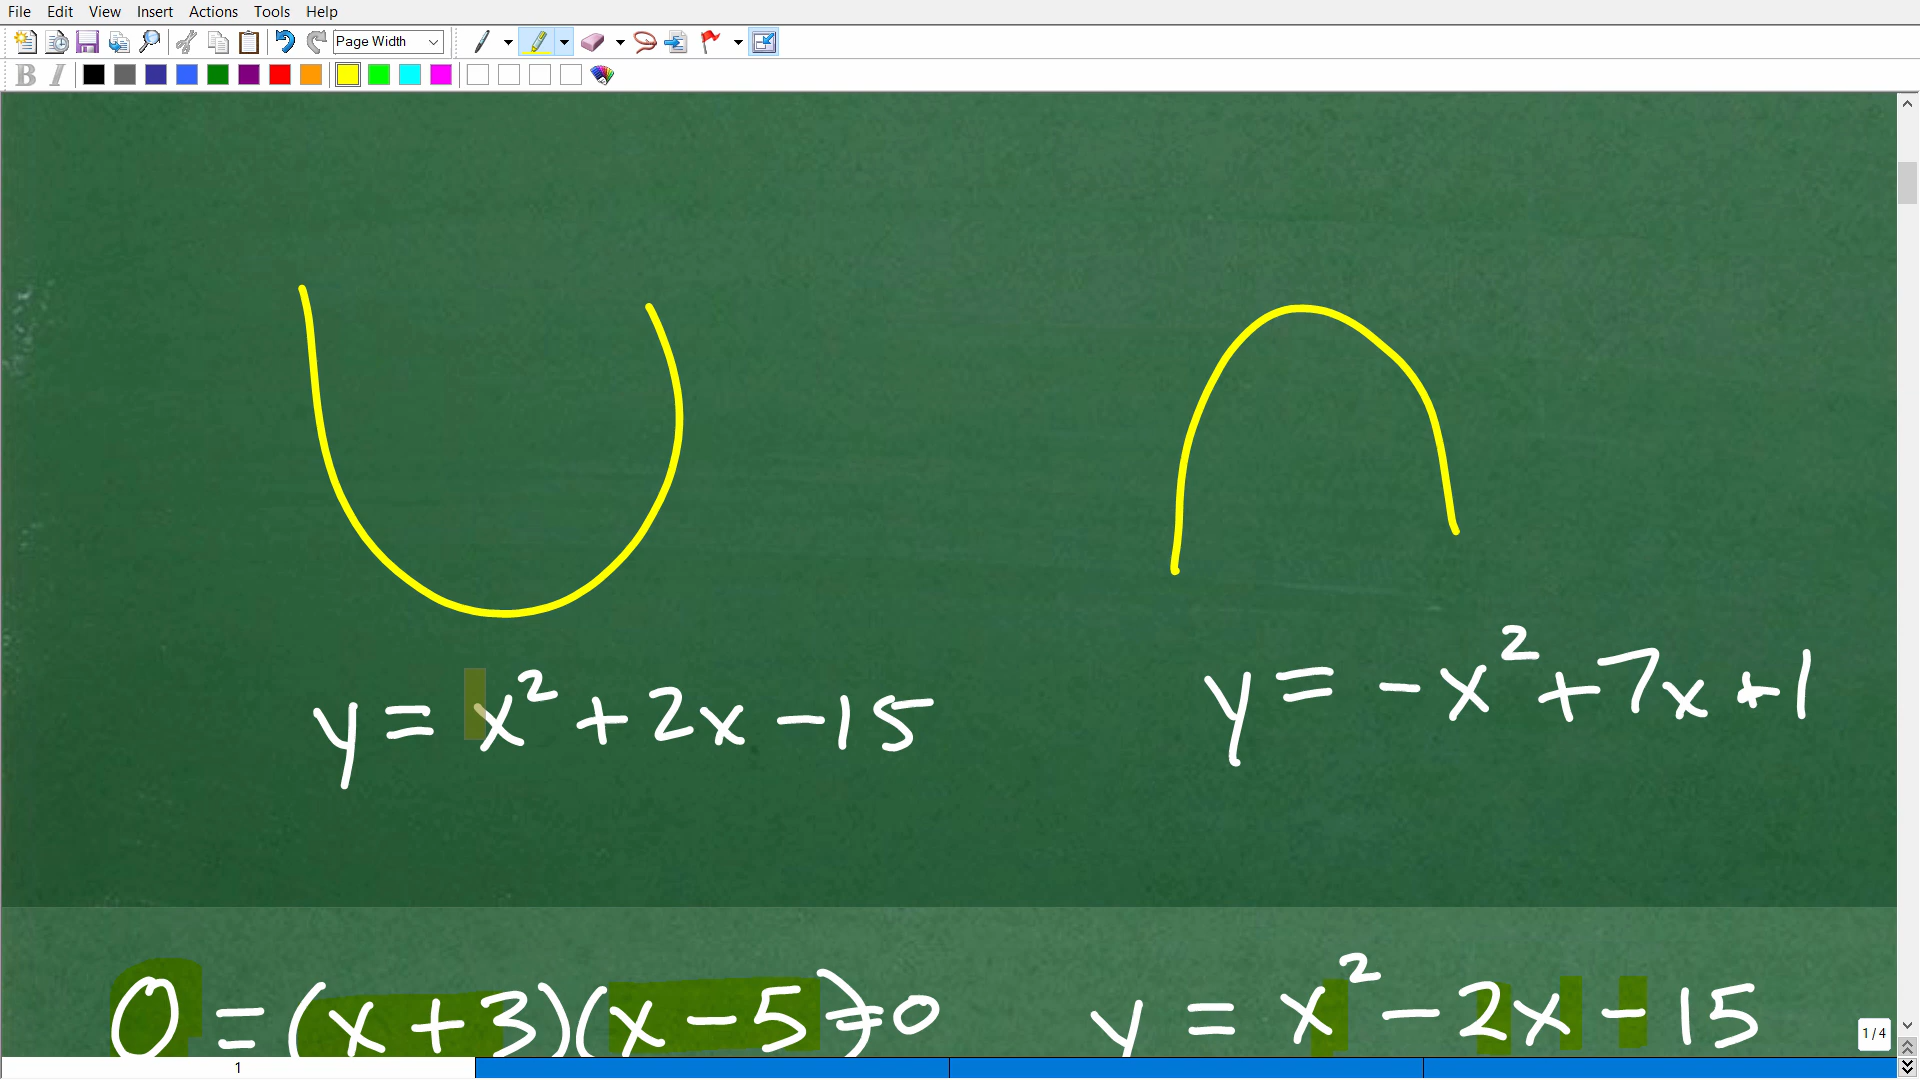 File Edit View Insert Actions Tools Help
Page Width
B I
y = x² + 2x - 15
y = -x² + 7x + 1
0 = (x + 3)(x - 5) = 0
y = x² - 2x - 15
1 / 4
1